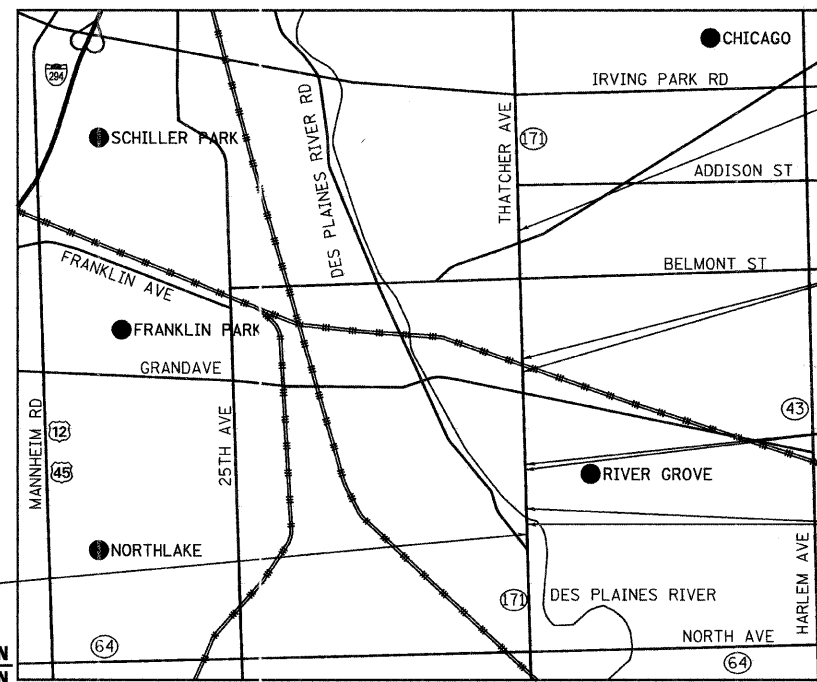 CHICAGO
IRVING PARK RD
294
SCHILLER PARK
171
ADDISON ST
THATCHER AVE
DES PLAINES RIVER RD
BELMONT ST
FRANKLIN AVE
FRANKLIN PARK
GRANDAVE
43
12
45
MANNHEIM RD
25TH AVE
RIVER GROVE
NORTHLAKE
171
DES PLAINES RIVER
HARLEM AVE
NORTH AVE
64
64
N
N